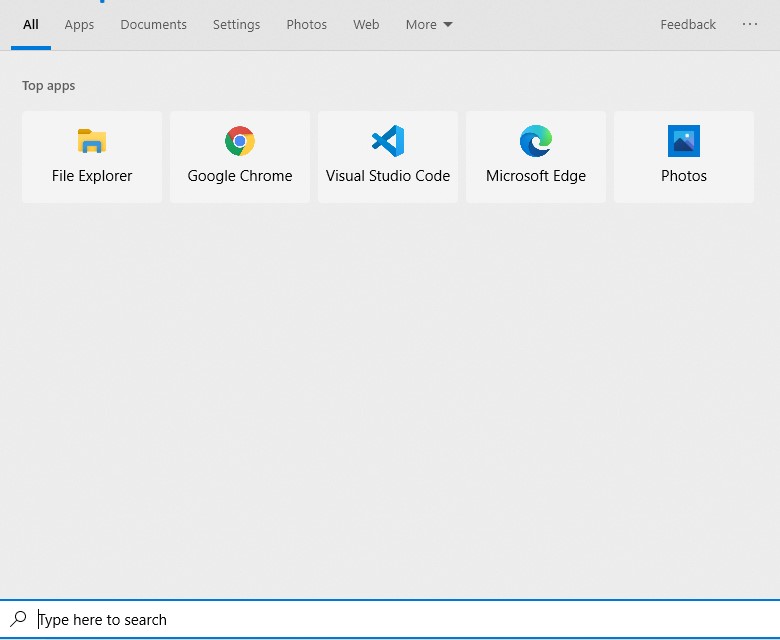 All Apps Documents Settings Photos Web More Feedback ...
Top apps
File Explorer Google Chrome Visual Studio Code Microsoft Edge Photos
Type here to search